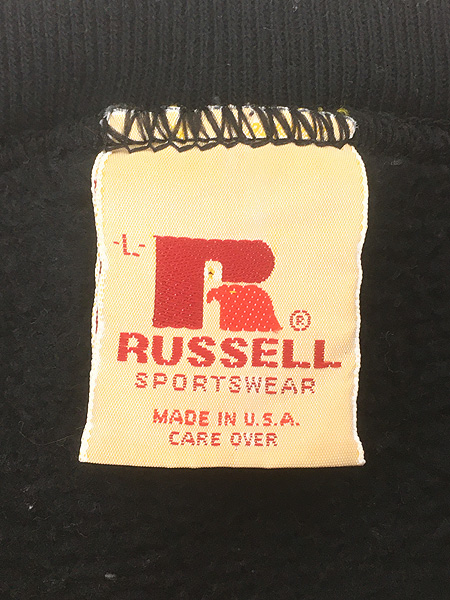 -L-
R
®
RUSSELL
SPORTSWEAR
MADE IN U.S.A.
CARE OVER